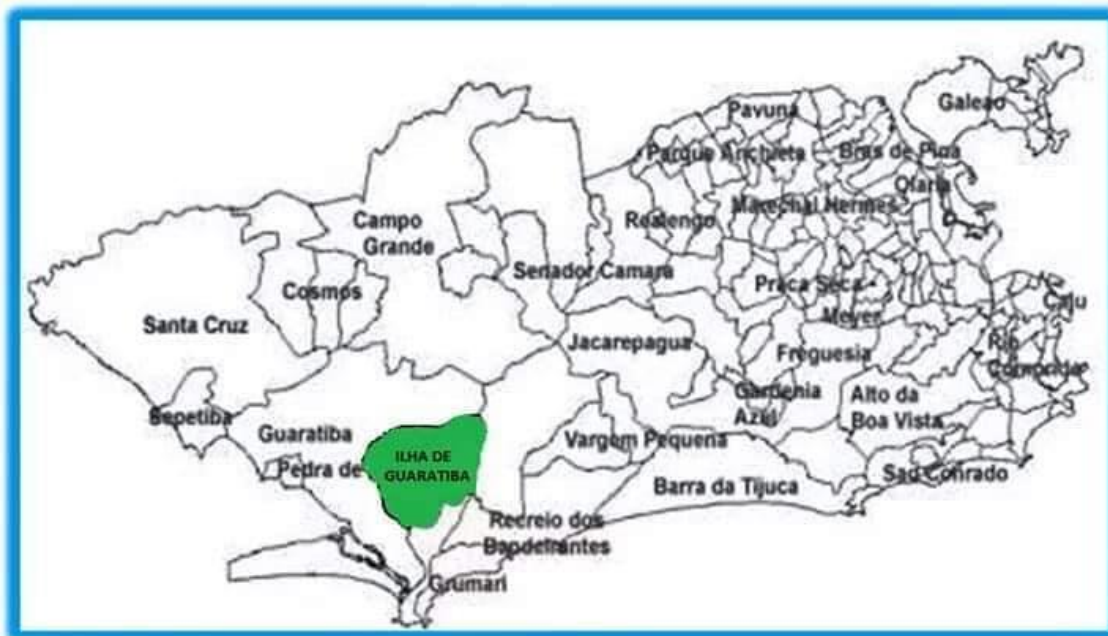 Galeao
Pavuna
Parque Anchieta
Bras de Pina
Olaria
Marechal Hermes
Realengo
Campo
Grande
Senador Camara
Praca Seca
Cosmos
Caju
Meyer
Santa Cruz
Jacarepagua
Freguesia
Rio
Comprida
Gardenia
Azul
Alto da
Boa Vista
Sepetiba
Guaratiba
Vargem Pequena
ILHA DE
GUARATIBA
Pedra de
Sao Conrado
Barra da Tijuca
Recreio dos
Bandeirantes
Grumari